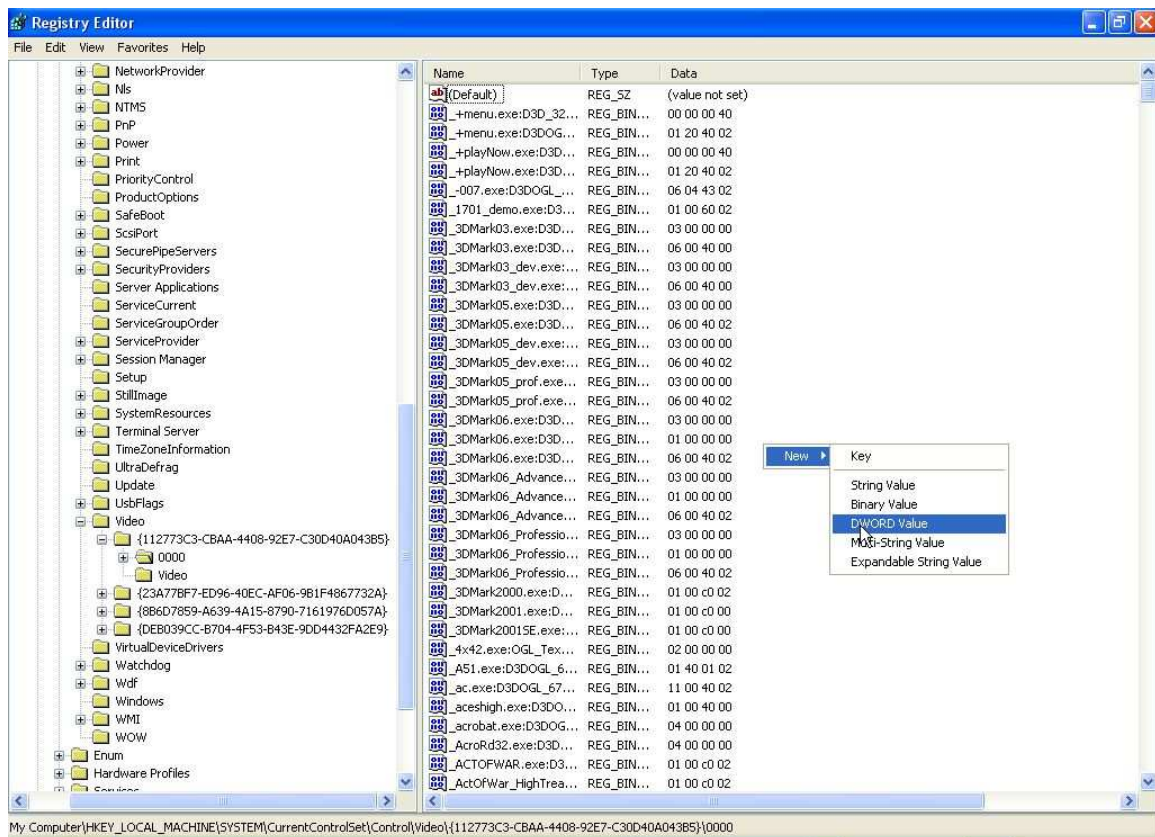 Registry Editor
File Edit View Favorites Help
NetworkProvider
Nls
NTMS
PnP
Power
Print
PriorityControl
ProductOptions
SafeBoot
ScsiPort
SecurePipeServers
SecurityProviders
Server Applications
ServiceCurrent
ServiceGroupOrder
ServiceProvider
Session Manager
Setup
StillImage
SystemResources
Terminal Server
TimeZoneInformation
UltraDefrag
Update
UsbFlags
Video
{112773C3-CBAA-4408-92E7-C30D40A043B5}
0000
Video
{23A77BF7-ED96-40EC-AF06-9B1F4867732A}
{8B6D7859-A639-4A15-8790-7161976D057A}
{DEB039CC-B704-4F53-B43E-9DD4432FA2E9}
VirtualDeviceDrivers
Watchdog
Wdf
Windows
WMI
WOW
Enum
Hardware Profiles
Services
Name Type Data
(Default) REG_SZ (value not set)
_+menu.exe:D3D_32... REG_BIN... 00 00 00 40
_+menu.exe:D3DOG... REG_BIN... 01 20 40 02
_+playNow.exe:D3D... REG_BIN... 00 00 00 40
_+playNow.exe:D3D... REG_BIN... 01 20 40 02
_-007.exe:D3DOGL_... REG_BIN... 06 04 43 02
_1701_demo.exe:D3... REG_BIN... 01 00 60 02
_3DMark03.exe:D3D... REG_BIN... 03 00 00 00
_3DMark03.exe:D3D... REG_BIN... 06 00 40 00
_3DMark03_dev.exe:... REG_BIN... 03 00 00 00
_3DMark03_dev.exe:... REG_BIN... 06 00 40 00
_3DMark05.exe:D3D... REG_BIN... 03 00 00 00
_3DMark05.exe:D3D... REG_BIN... 06 00 40 02
_3DMark05_dev.exe:... REG_BIN... 03 00 00 00
_3DMark05_dev.exe:... REG_BIN... 06 00 40 02
_3DMark05_prof.exe... REG_BIN... 03 00 00 00
_3DMark05_prof.exe... REG_BIN... 06 00 40 02
_3DMark06.exe:D3D... REG_BIN... 03 00 00 00
_3DMark06.exe:D3D... REG_BIN... 01 00 00 00
_3DMark06.exe:D3D... REG_BIN... 06 00 40 02
_3DMark06_Advance... REG_BIN... 03 00 00 00
_3DMark06_Advance... REG_BIN... 01 00 00 00
_3DMark06_Advance... REG_BIN... 06 00 40 02
_3DMark06_Professio... REG_BIN... 03 00 00 00
_3DMark06_Professio... REG_BIN... 01 00 00 00
_3DMark06_Professio... REG_BIN... 06 00 40 02
_3DMark2000.exe:D... REG_BIN... 01 00 c0 02
_3DMark2001.exe:D... REG_BIN... 01 00 c0 00
_3DMark2001SE.exe:... REG_BIN... 01 00 c0 00
_4x42.exe:OGL_Tex... REG_BIN... 02 00 00 00
_A51.exe:D3DOGL_6... REG_BIN... 01 40 01 02
_ac.exe:D3DOGL_67... REG_BIN... 11 00 40 02
_aceshigh.exe:D3DO... REG_BIN... 01 00 40 00
_acrobat.exe:D3DOG... REG_BIN... 04 00 00 00
_AcroRd32.exe:D3D... REG_BIN... 04 00 00 00
_ACTOFWAR.exe:D3... REG_BIN... 01 00 c0 02
_ActOfWar_HighTrea... REG_BIN... 01 00 c0 02
New
Key
String Value
Binary Value
DWORD Value
Multi-String Value
Expandable String Value
My Computer\HKEY_LOCAL_MACHINE\SYSTEM\CurrentControlSet\Control\Video\{112773C3-CBAA-4408-92E7-C30D40A043B5}\0000